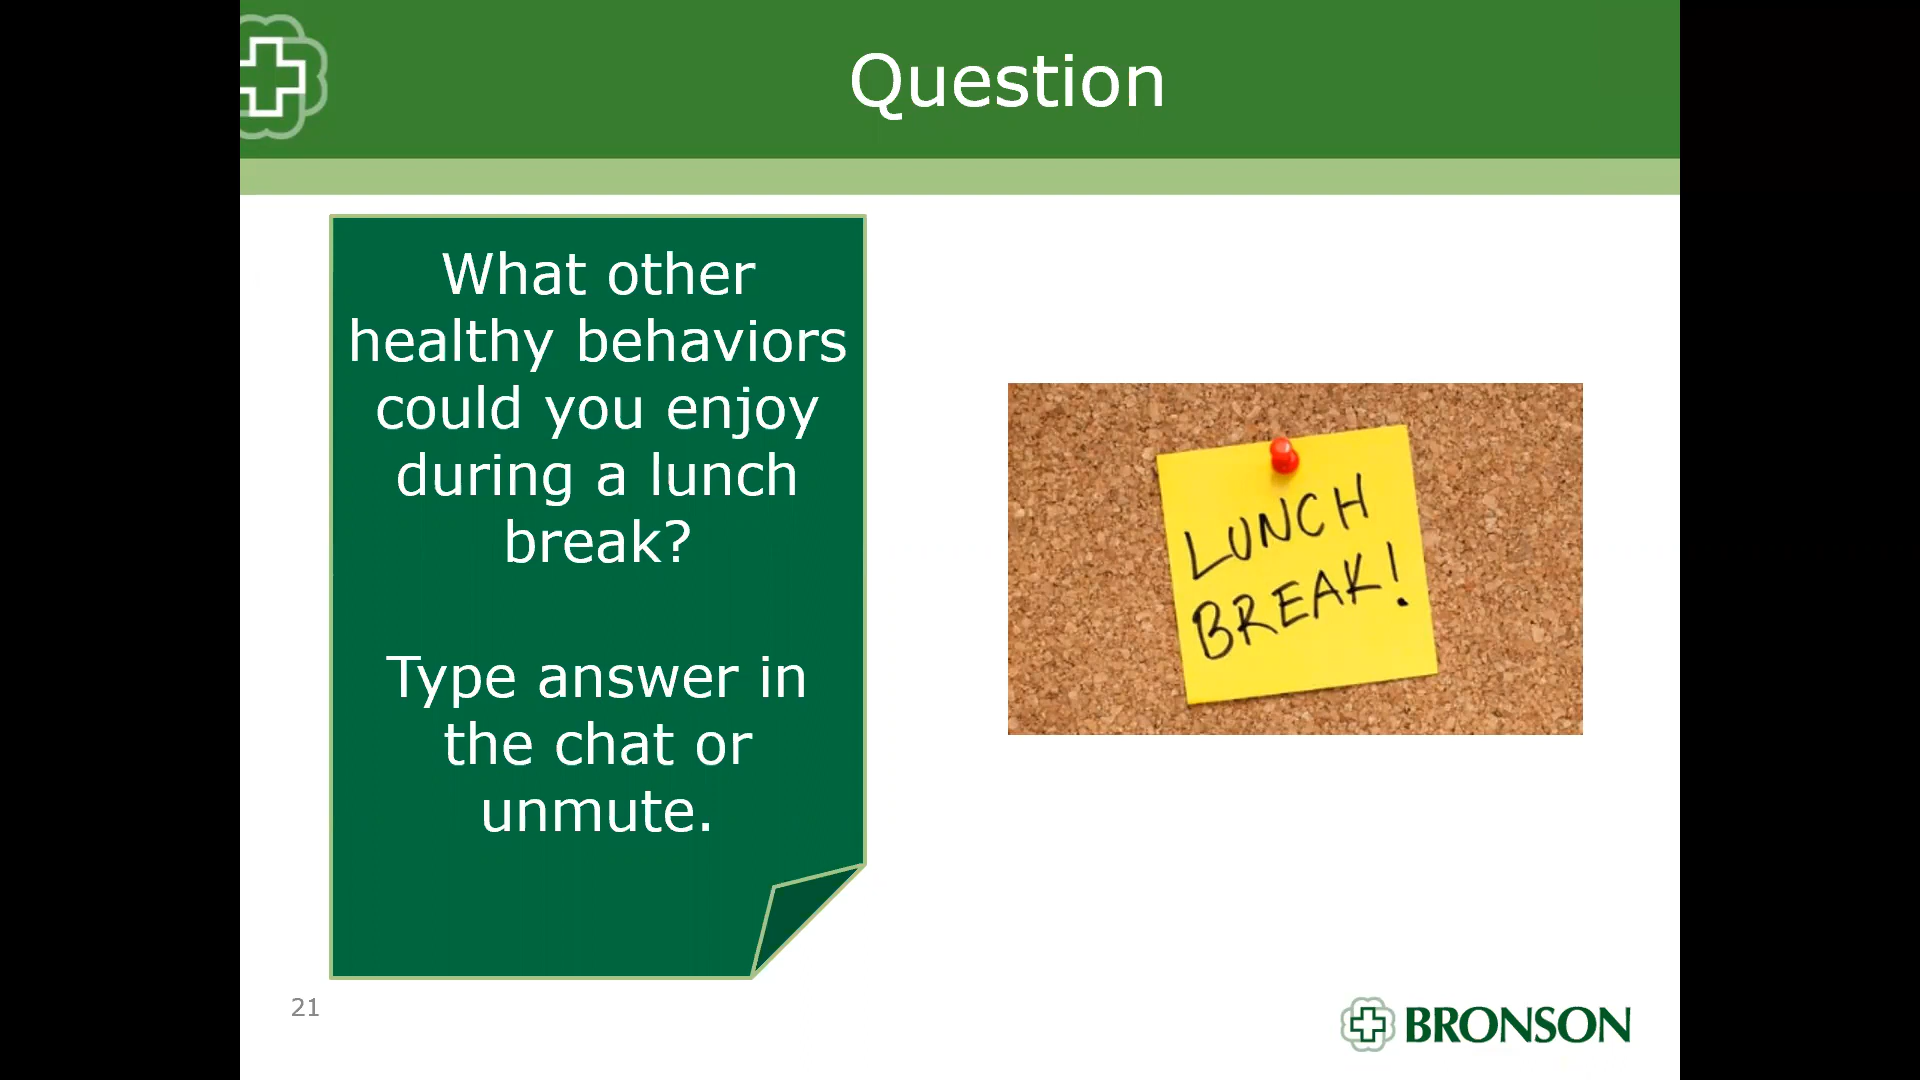 Question
What other
healthy behaviors
could you enjoy
during a lunch
break?
Type answer in
the chat or
unmute.
LUNCH
BREAK!
21
BRONSON